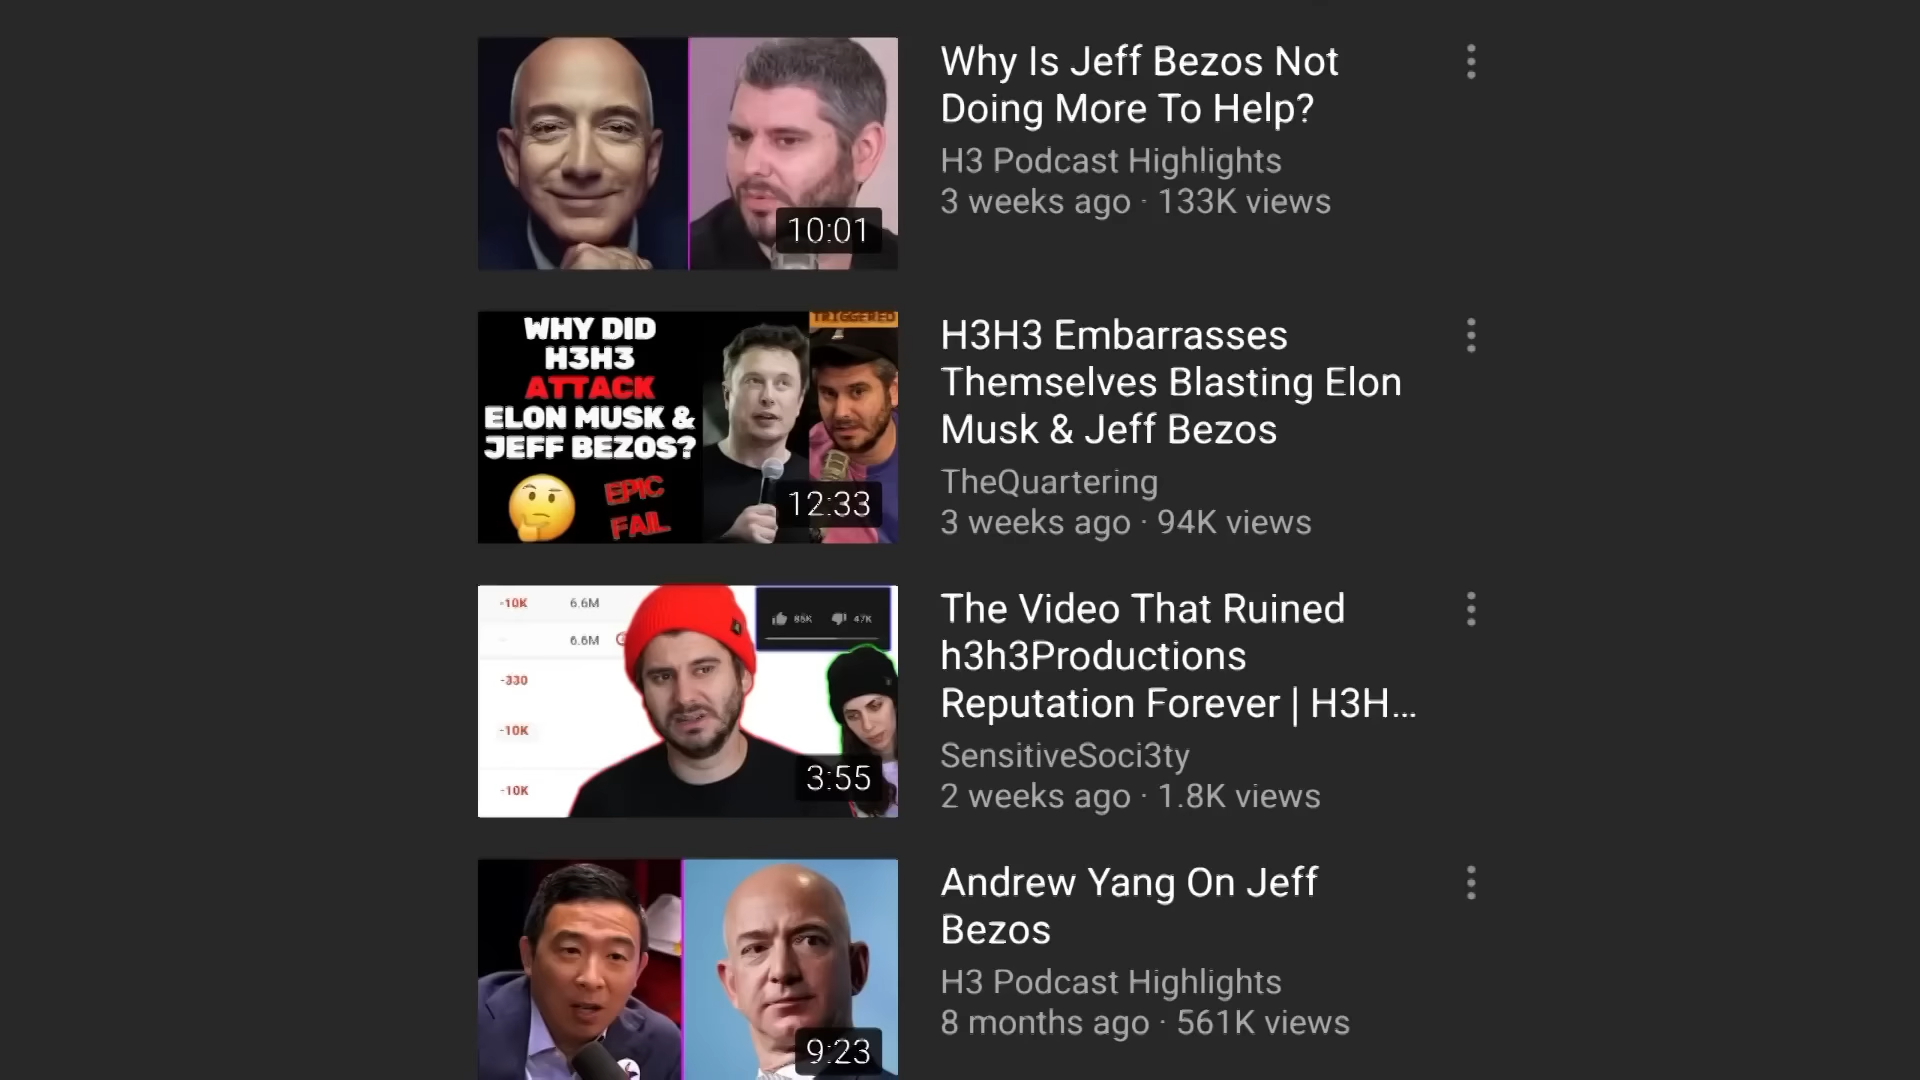 Why Is Jeff Bezos Not
Doing More To Help?
H3 Podcast Highlights
3 weeks ago · 133K views
10:01
WHY DID
H3H3
ATTACK
ELON MUSK &
JEFF BEZOS?
EPIC
FAIL
TRIGGERED
12:33
H3H3 Embarrasses
Themselves Blasting Elon
Musk & Jeff Bezos
TheQuartering
3 weeks ago · 94K views
-10K 6.6M
6.6M
-330
-10K
-10K
85K 47K
3:55
The Video That Ruined
h3h3Productions
Reputation Forever | H3H...
SensitiveSoci3ty
2 weeks ago · 1.8K views
9:23
Andrew Yang On Jeff
Bezos
H3 Podcast Highlights
8 months ago · 561K views